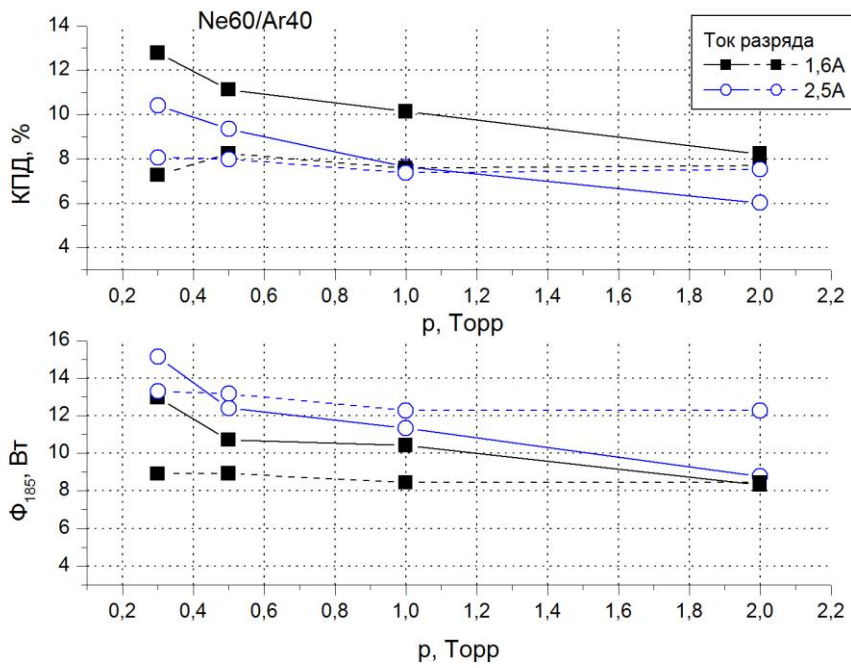 Ne60/Ar40
Ток разряда
1,6А
2,5А
КПД, %
14
12
10
8
6
4
0,2 0,4 0,6 0,8 1,0 1,2 1,4 1,6 1,8 2,0 2,2
р, Торр
Ф185, Вт
16
14
12
10
8
6
4
0,2 0,4 0,6 0,8 1,0 1,2 1,4 1,6 1,8 2,0 2,2
р, Торр